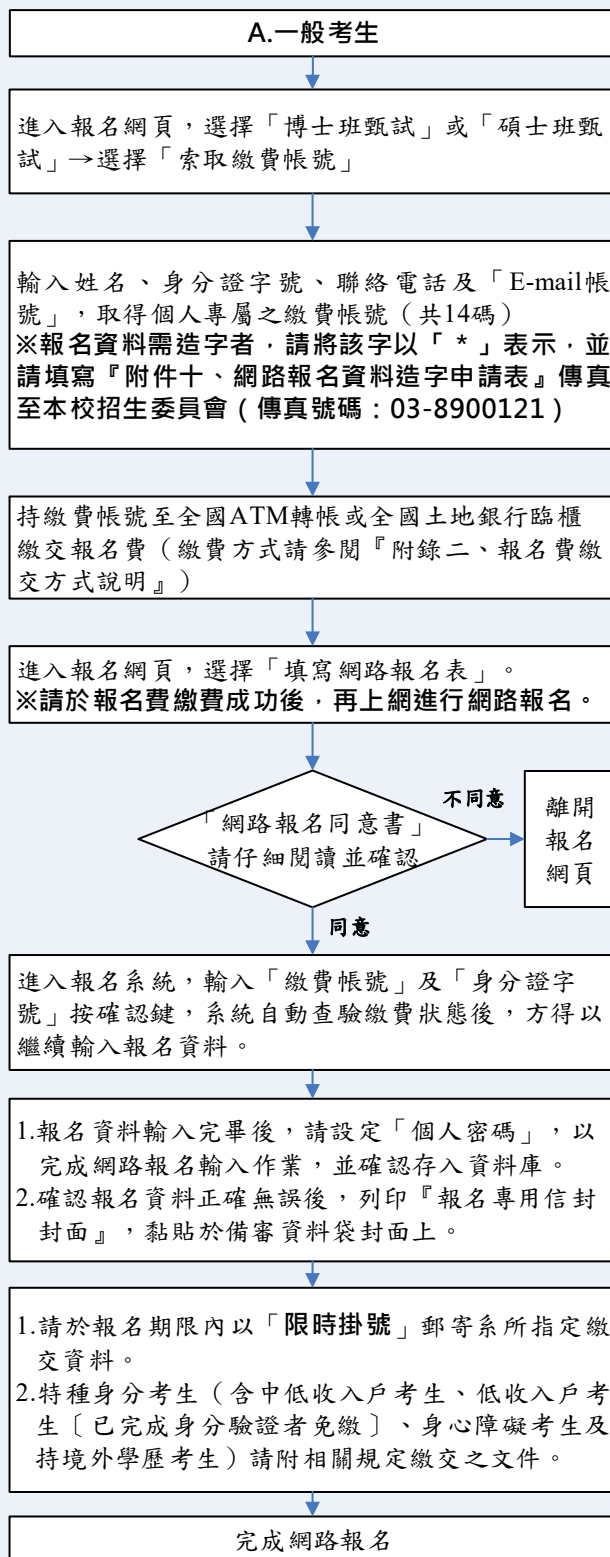 A.一般考生
進入報名網頁，選擇「博士班甄試」或「碩士班甄
試」→選擇「索取繳費帳號」
輸入姓名、身分證字號、聯絡電話及「E-mail帳
號」，取得個人專屬之繳費帳號（共14碼）
※報名資料需造字者，請將該字以「 * 」表示，並
請填寫『附件十、網路報名資料造字申請表』傳真
至本校招生委員會（傳真號碼：03-8900121）
持繳費帳號至全國ATM轉帳或全國土地銀行臨櫃
繳交報名費（繳費方式請參閱『附錄二、報名費繳
交方式說明』）
進入報名網頁，選擇「填寫網路報名表」。
※請於報名費繳費成功後，再上網進行網路報名。
「網路報名同意書」
請仔細閱讀並確認
不同意
離開
報名
網頁
同意
進入報名系統，輸入「繳費帳號」及「身分證字
號」按確認鍵，系統自動查驗繳費狀態後，方得以
繼續輸入報名資料。
1.報名資料輸入完畢後，請設定「個人密碼」，以
完成網路報名輸入作業，並確認存入資料庫。
2.確認報名資料正確無誤後，列印『報名專用信封
封面』，黏貼於備審資料袋封面上。
1.請於報名期限內以「限時掛號」郵寄系所指定繳
交資料。
2.特種身分考生（含中低收入戶考生、低收入戶考
生〔已完成身分驗證者免繳〕、身心障礙考生及
持境外學歷考生）請附相關規定繳交之文件。
完成網路報名